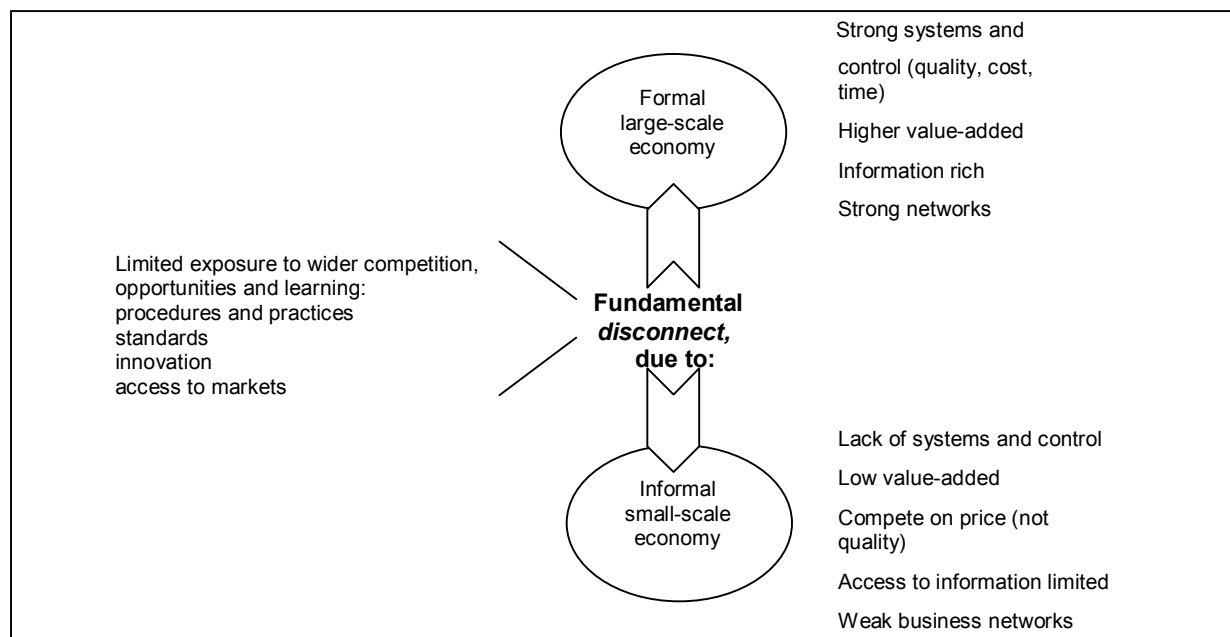 Strong systems and
control (quality, cost,
time)
Higher value-added
Information rich
Strong networks
Formal
large-scale
economy
Limited exposure to wider competition,
opportunities and learning:
procedures and practices
standards
innovation
access to markets
Fundamental
disconnect,
due to:
Informal
small-scale
economy
Lack of systems and control
Low value-added
Compete on price (not
quality)
Access to information limited
Weak business networks